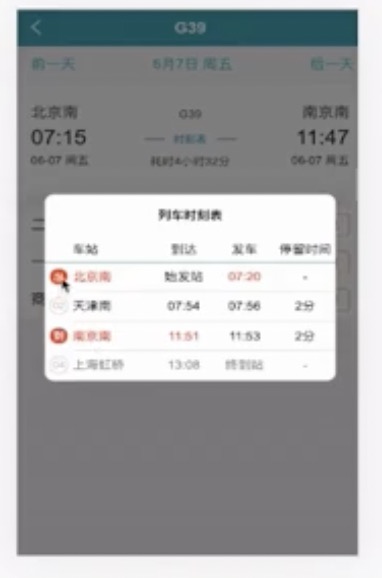 G39
前一天 6月7日 周五 后一天
北京南 G39 南京南
07:15 时刻表 11:47
06-07 周五 耗时4小时32分 06-07 周五
列车时刻表
车站 到达 发车 停留时间
北京南 始发站 07:20 -
02 天津南 07:54 07:56 2分
南京南 11:51 11:53 2分
04 上海虹桥 13:08 终到站 -